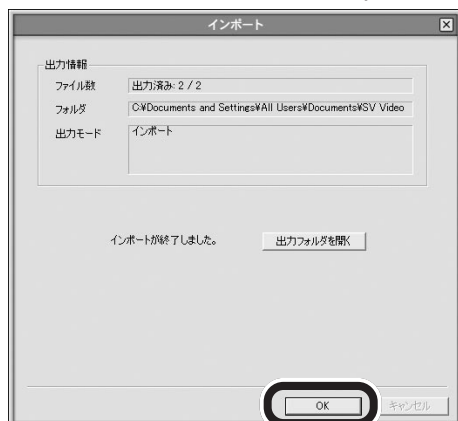 インポート
出力情報
ファイル数 出力済み: 2 / 2
フォルダ C:¥Documents and Settings¥All Users¥Documents¥SV Video
出力モード インポート
インポートが終了しました。 出力フォルダを開く
OK キャンセル